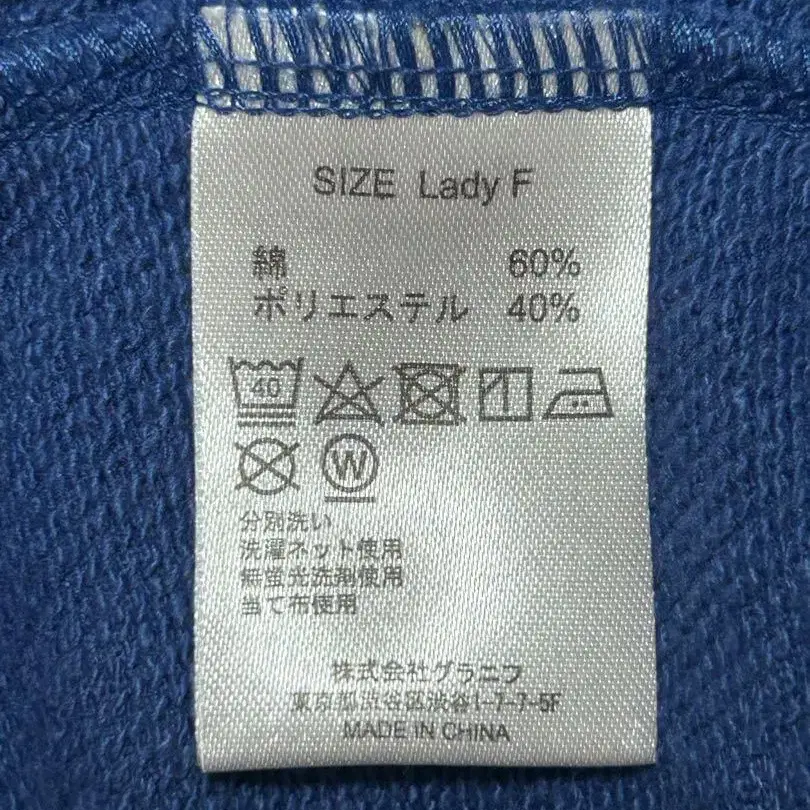 SIZE Lady F
綿 60%
ポリエステル 40%
40
W
分別洗い
洗濯ネット使用
無蛍光洗剤使用
当て布使用
株式会社グラニフ
東京都渋谷区渋谷1-7-7-5F
MADE IN CHINA